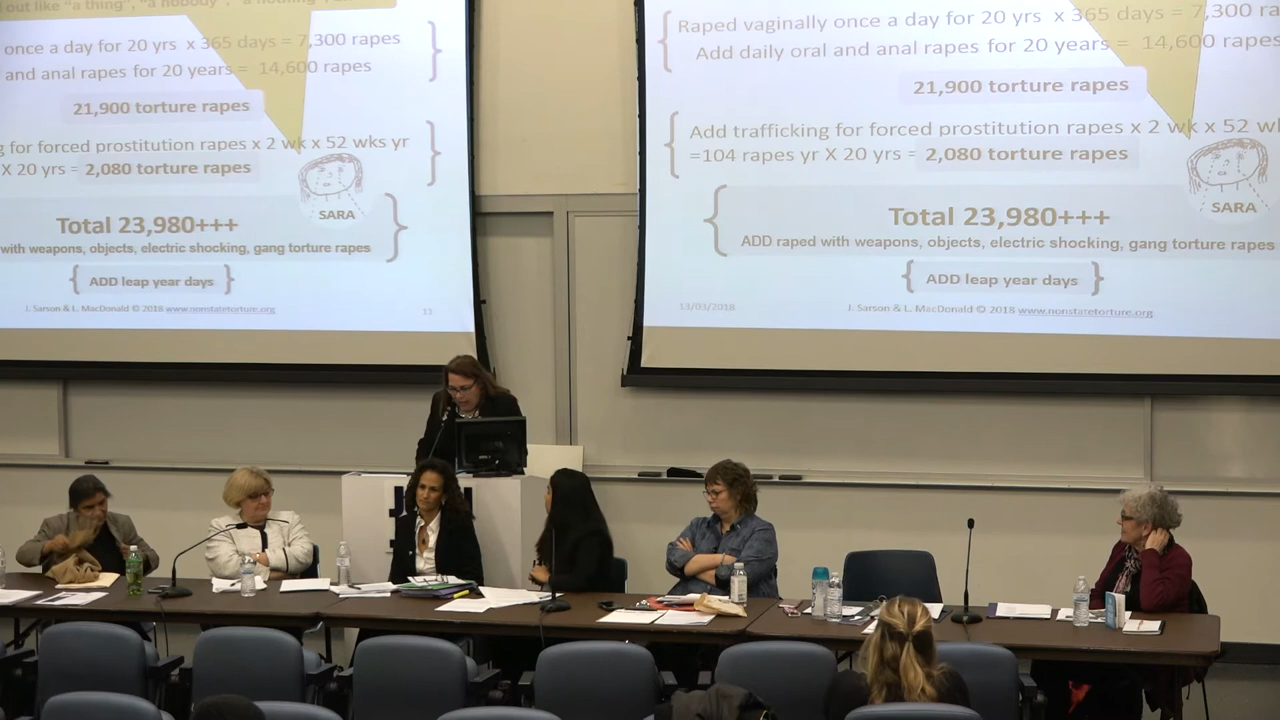 out like "a thing", "a nobody", "a nothing",
once a day for 20 yrs x 365 days = 7,300 rapes
and anal rapes for 20 years = 14,600 rapes
21,900 torture rapes
g for forced prostitution rapes x 2 wk x 52 wks yr
X 20 yrs = 2,080 torture rapes
SARA
Total 23,980+++
with weapons, objects, electric shocking, gang torture rapes
ADD leap year days
J. Sarson & L. MacDonald © 2018 www.nonstatetorture.org
11
Raped vaginally once a day for 20 yrs x 365 days = 7,300 ra
Add daily oral and anal rapes for 20 years = 14,600 rapes
21,900 torture rapes
Add trafficking for forced prostitution rapes x 2 wk x 52 wl
=104 rapes yr X 20 yrs = 2,080 torture rapes
SARA
Total 23,980+++
ADD raped with weapons, objects, electric shocking, gang torture rapes
ADD leap year days
13/03/2018
J. Sarson & L. MacDonald © 2018 www.nonstatetorture.org